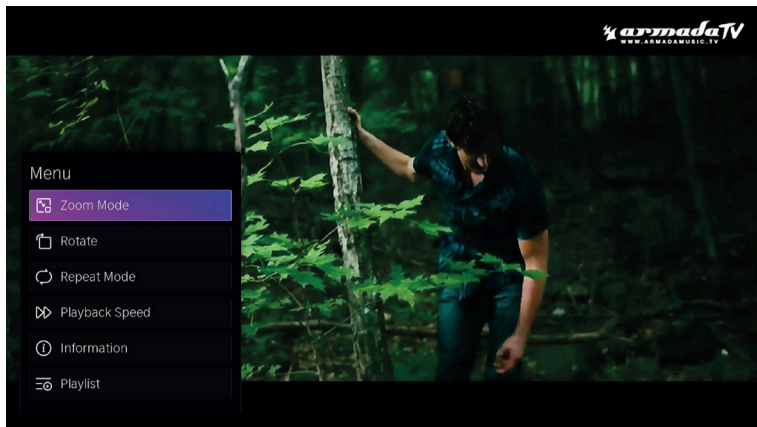 armadaTV
WWW.ARMADAMUSIC.TV
Menu
Zoom Mode
Rotate
Repeat Mode
Playback Speed
Information
Playlist